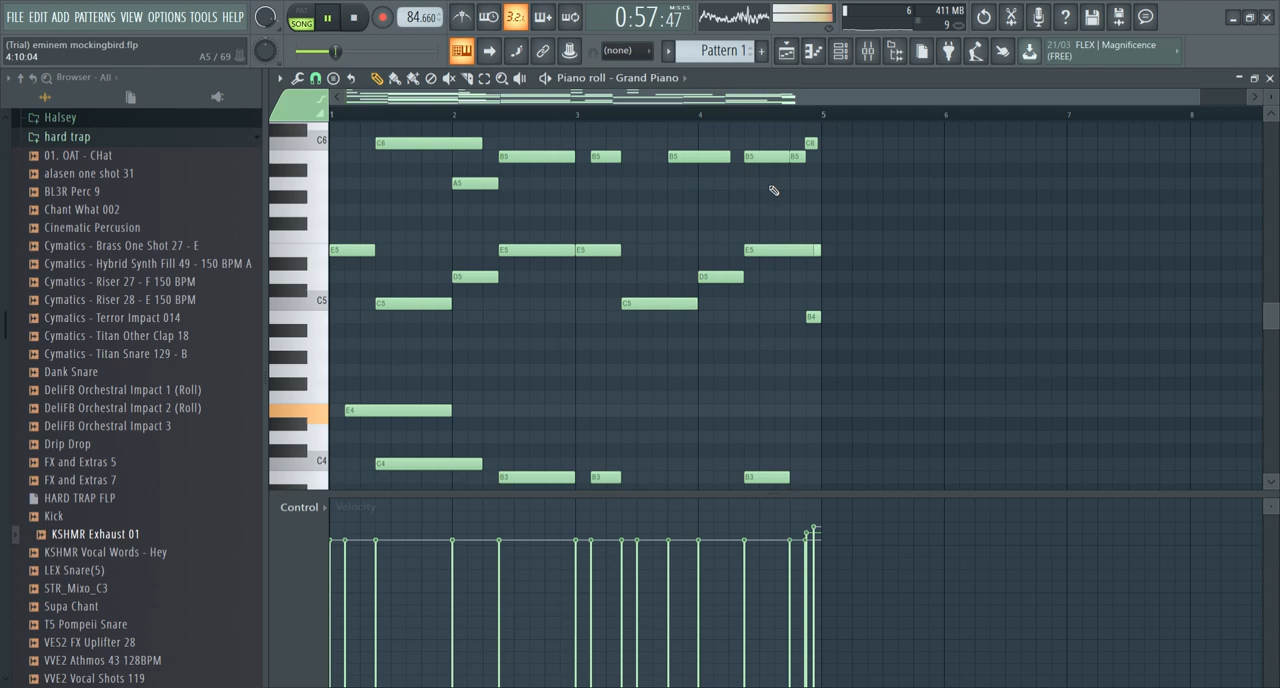 FILE EDIT ADD PATTERNS VIEW OPTIONS TOOLS HELP
PAT
SONG
84.660
3.2.
0:57:47
M:S:CS
6
411 MB
9
(Trial) eminem mockingbird.flp
4:10:04
A5 / 69
(none)
Pattern 1
+
21/03 FLEX | Magnificence
(FREE)
Browser - All
Piano roll - Grand Piano
Halsey
hard trap
01. OAT - CHat
alasen one shot 31
BL3R Perc 9
Chant What 002
Cinematic Percusion
Cymatics - Brass One Shot 27 - E
Cymatics - Hybrid Synth Fill 49 - 150 BPM A
Cymatics - Riser 27 - F 150 BPM
Cymatics - Riser 28 - E 150 BPM
Cymatics - Terror Impact 014
Cymatics - Titan Other Clap 18
Cymatics - Titan Snare 129 - B
Dank Snare
DeliFB Orchestral Impact 1 (Roll)
DeliFB Orchestral Impact 2 (Roll)
DeliFB Orchestral Impact 3
Drip Drop
FX and Extras 5
FX and Extras 7
HARD TRAP FLP
Kick
KSHMR Exhaust 01
KSHMR Vocal Words - Hey
LEX Snare(5)
STR_Mixo_C3
Supa Chant
T5 Pompeii Snare
VES2 FX Uplifter 28
VVE2 Athmos 43 128BPM
VVE2 Vocal Shots 119
1 2 3 4 5 6 7 8
C6 C6 C6
B5 B5 B5 B5 B5
A5
E5 E5 E5 E5
D5 D5
C5 C5 C5
B4
E4
C4 C4
B3 B3 B3
Control Velocity